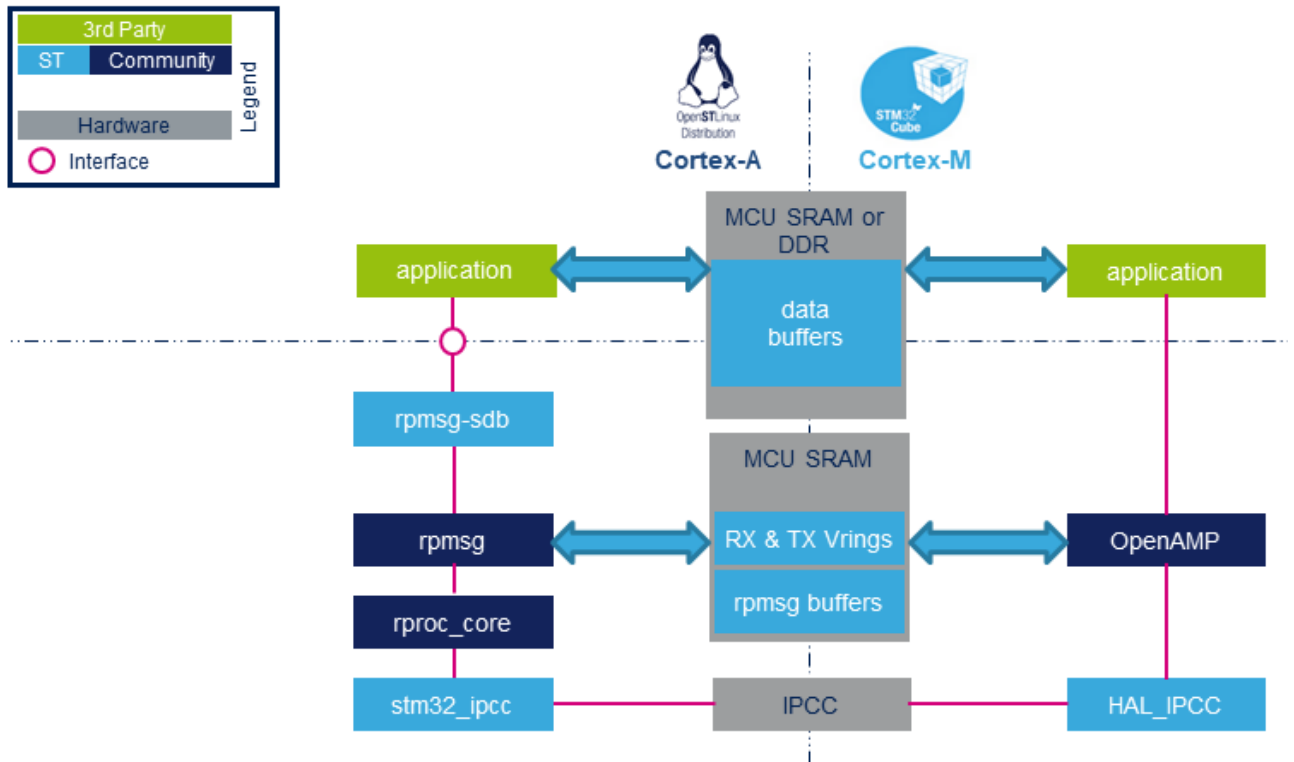 3rd Party
ST Community
Hardware
Interface
Legend
OpenSTLinux
Distribution
Cortex-A
STM32
Cube
Cortex-M
MCU SRAM or
DDR
application
application
data
buffers
rpmsg-sdb
MCU SRAM
rpmsg
RX & TX Vrings
OpenAMP
rpmsg buffers
rproc_core
stm32_ipcc
IPCC
HAL_IPCC